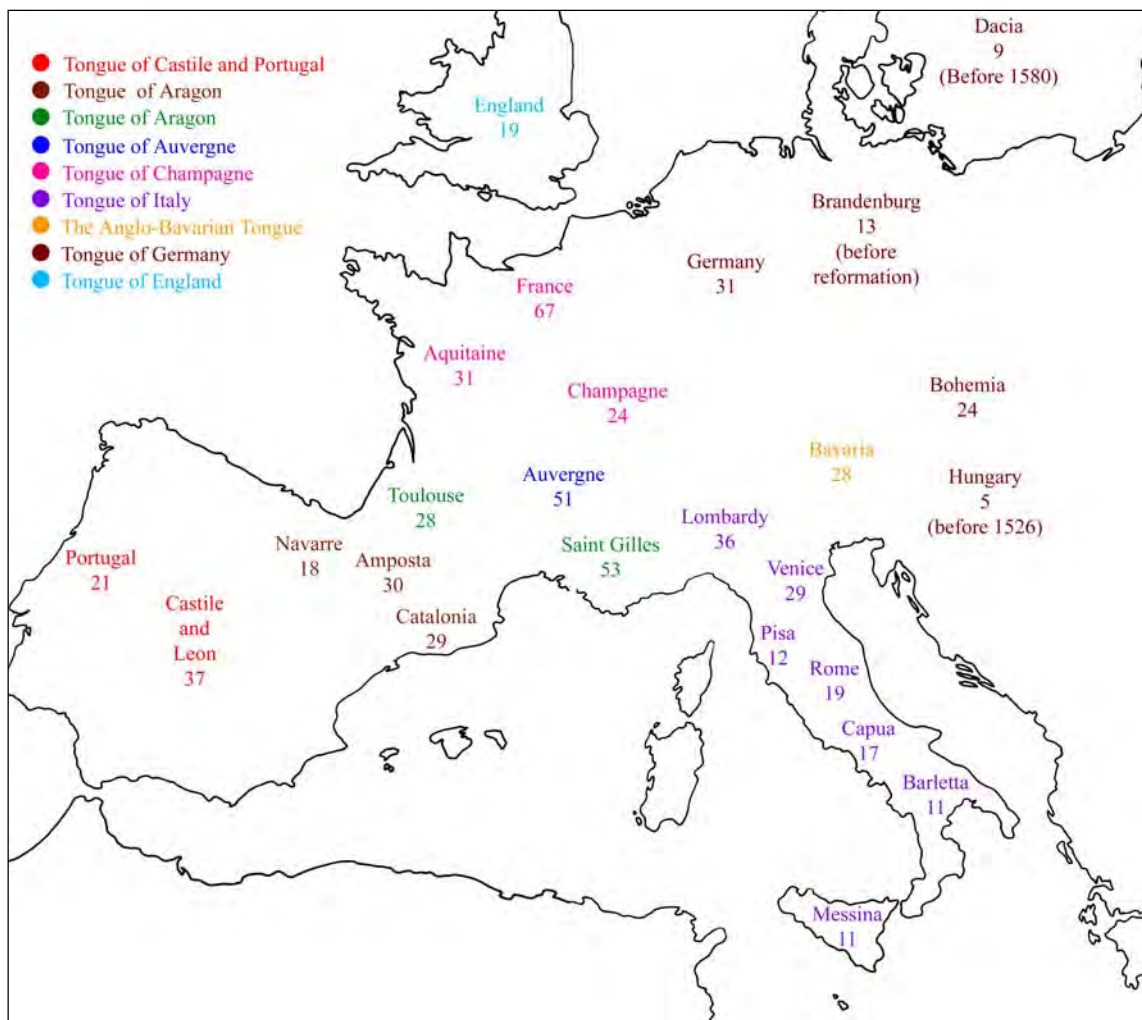 Tongue of Castile and Portugal
Tongue of Aragon
Tongue of Aragon
Tongue of Auvergne
Tongue of Champagne
Tongue of Italy
The Anglo-Bavarian Tongue
Tongue of Germany
Tongue of England
Dacia
9
(Before 1580)
England
19
Brandenburg
13
(before
reformation)
Germany
31
France
67
Aquitaine
31
Champagne
24
Bohemia
24
Bavaria
28
Hungary
5
(before 1526)
Auvergne
51
Toulouse
28
Lombardy
36
Saint Gilles
53
Navarre
18
Amposta
30
Portugal
21
Venice
29
Castile
and
Leon
37
Catalonia
29
Pisa
12
Rome
19
Capua
17
Barletta
11
Messina
11